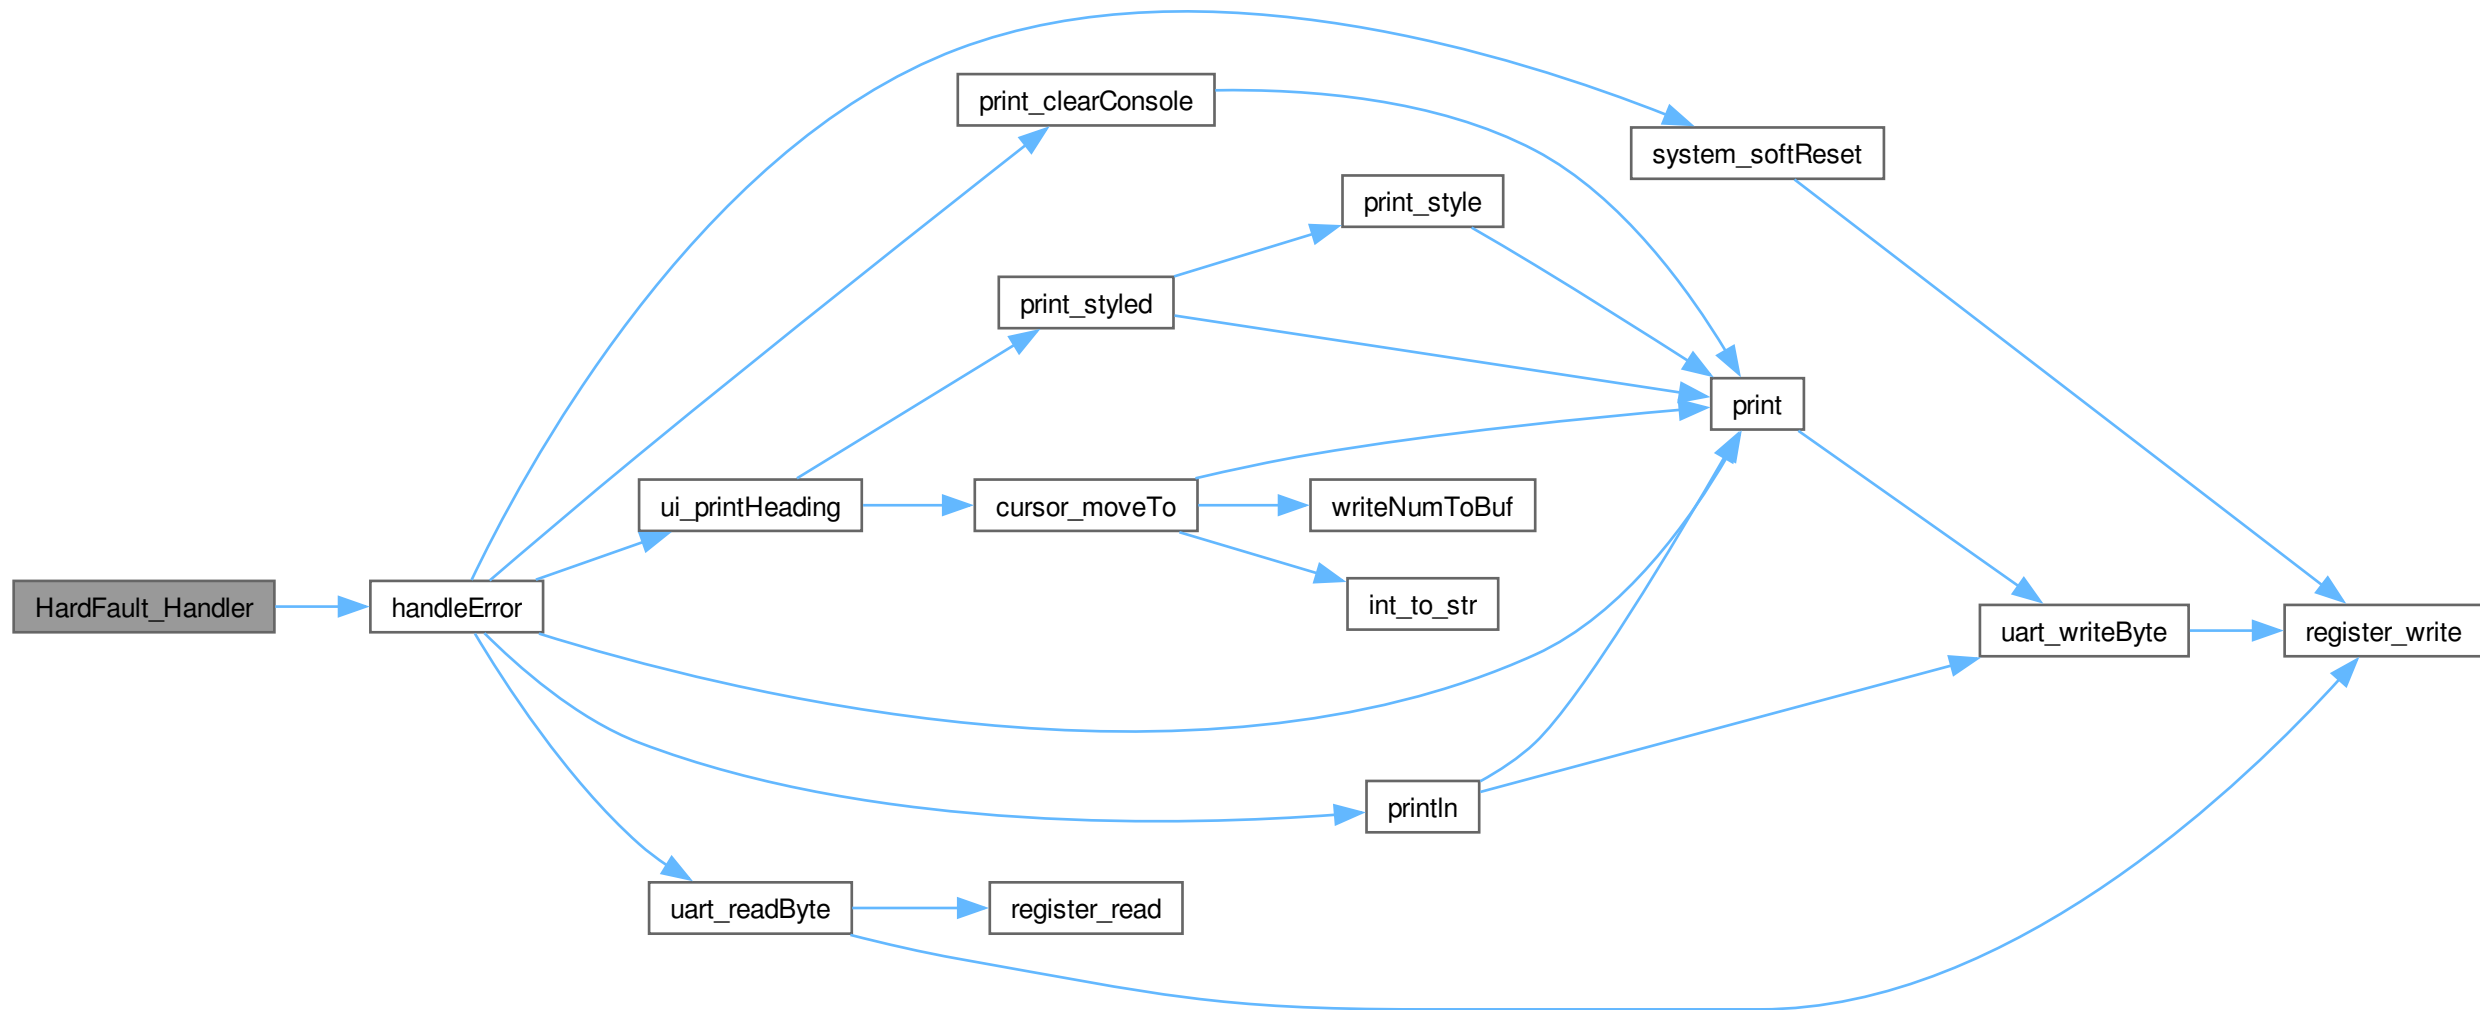 print_clearConsole
system_softReset
print_style
print_styled
print
ui_printHeading
cursor_moveTo
writeNumToBuf
HardFault_Handler
handleError
int_to_str
uart_writeByte
register_write
println
uart_readByte
register_read